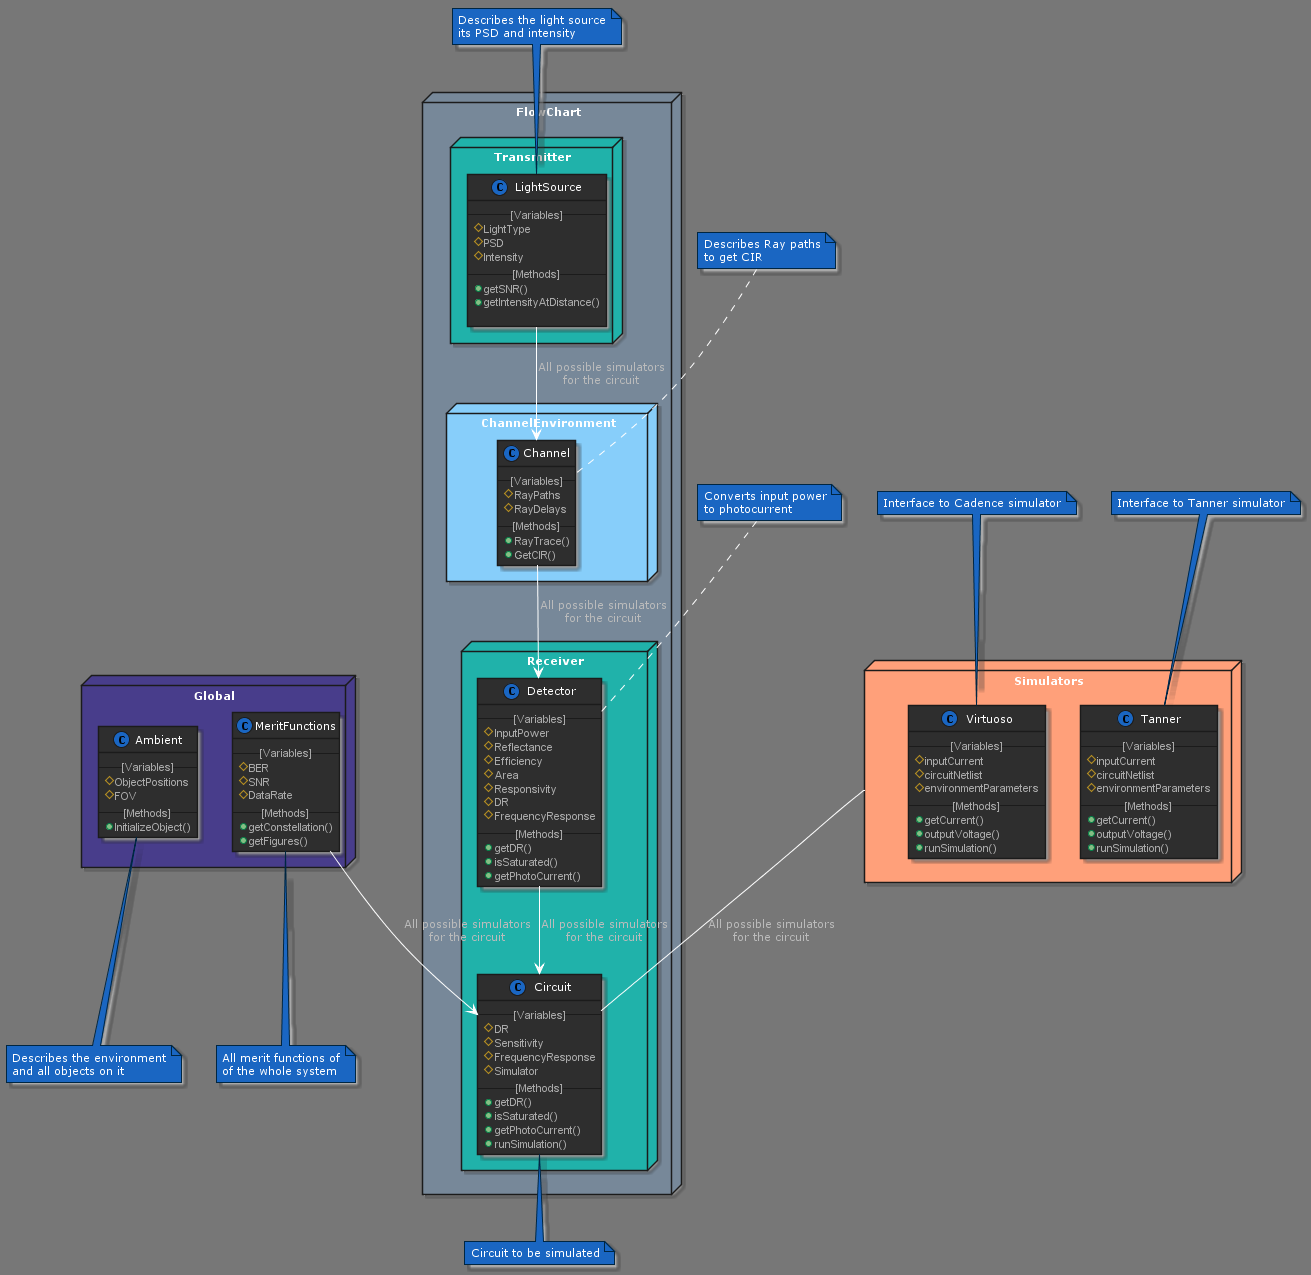 Describes the light source
its PSD and intensity
FlowChart
Transmitter
C LightSource
[Variables]
LightType
PSD
Intensity
[Methods]
getSNR()
getIntensityAtDistance()
Describes Ray paths
to get CIR
All possible simulators
for the circuit
ChannelEnvironment
C Channel
[Variables]
RayPaths
RayDelays
[Methods]
RayTrace()
GetCIR()
Converts input power
to photocurrent
Interface to Cadence simulator
Interface to Tanner simulator
All possible simulators
for the circuit
Receiver
C Detector
[Variables]
InputPower
Reflectance
Efficiency
Area
Responsivity
DR
FrequencyResponse
[Methods]
getDR()
isSaturated()
getPhotoCurrent()
Global
C Ambient
[Variables]
ObjectPositions
FOV
[Methods]
InitializeObject()
C MeritFunctions
[Variables]
BER
SNR
DataRate
[Methods]
getConstellation()
getFigures()
Simulators
C Virtuoso
[Variables]
inputCurrent
circuitNetlist
environmentParameters
[Methods]
getCurrent()
outputVoltage()
runSimulation()
C Tanner
[Variables]
inputCurrent
circuitNetlist
environmentParameters
[Methods]
getCurrent()
outputVoltage()
runSimulation()
All possible simulators
for the circuit
All possible simulators
for the circuit
All possible simulators
for the circuit
C Circuit
[Variables]
DR
Sensitivity
FrequencyResponse
Simulator
[Methods]
getDR()
isSaturated()
getPhotoCurrent()
runSimulation()
Describes the environment
and all objects on it
All merit functions of
of the whole system
Circuit to be simulated